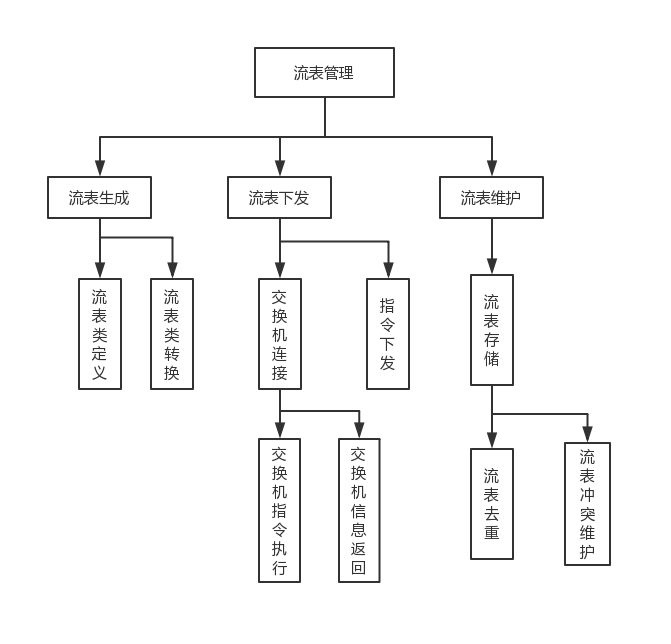 流表管理
流表生成
流表下发
流表维护
流表类定义
流表类转换
交换机连接
指令下发
流表存储
交换机指令执行
交换机信息返回
流表去重
流表冲突维护